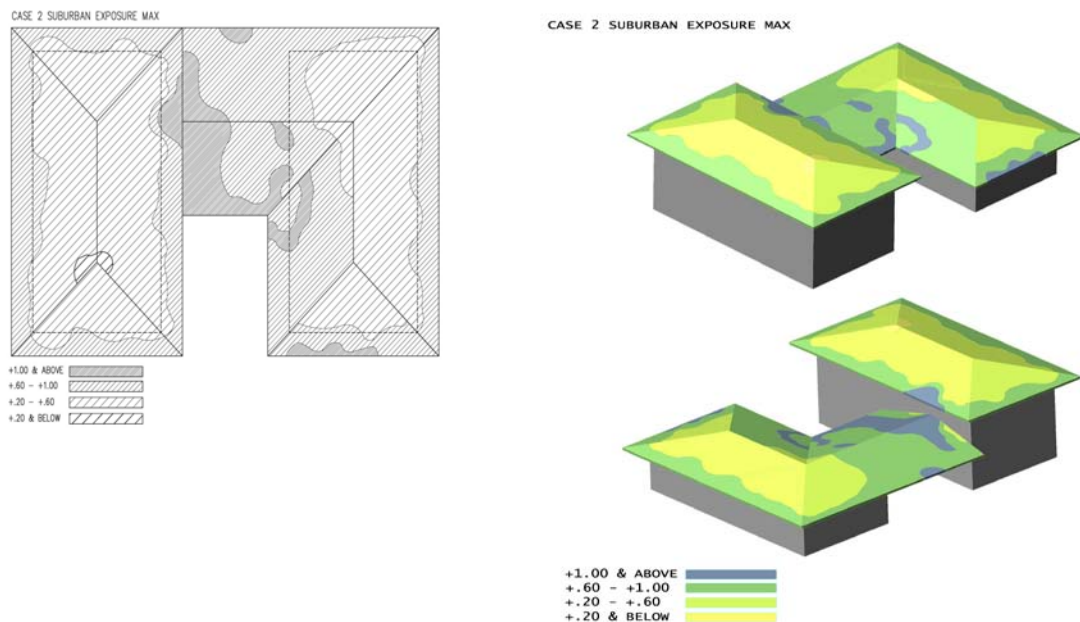 CASE 2 SUBURBAN EXPOSURE MAX
+1.00 & ABOVE
+.60 - +1.00
+.20 - +.60
+.20 & BELOW
CASE 2 SUBURBAN EXPOSURE MAX
+1.00 & ABOVE
+.60 - +1.00
+.20 - +.60
+.20 & BELOW